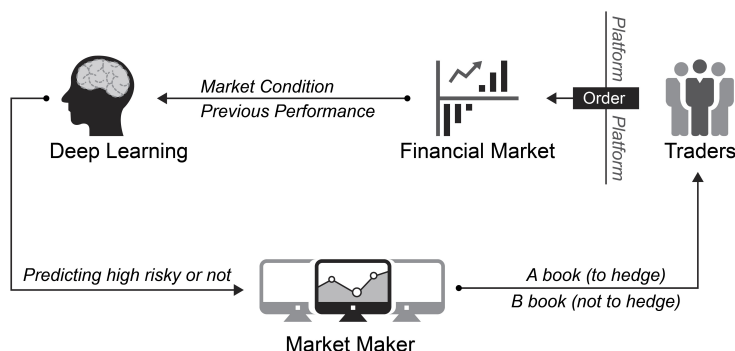 Platform
Market Condition
Previous Performance
Order
Platform
Deep Learning
Financial Market
Traders
Predicting high risky or not
A book (to hedge)
B book (not to hedge)
Market Maker